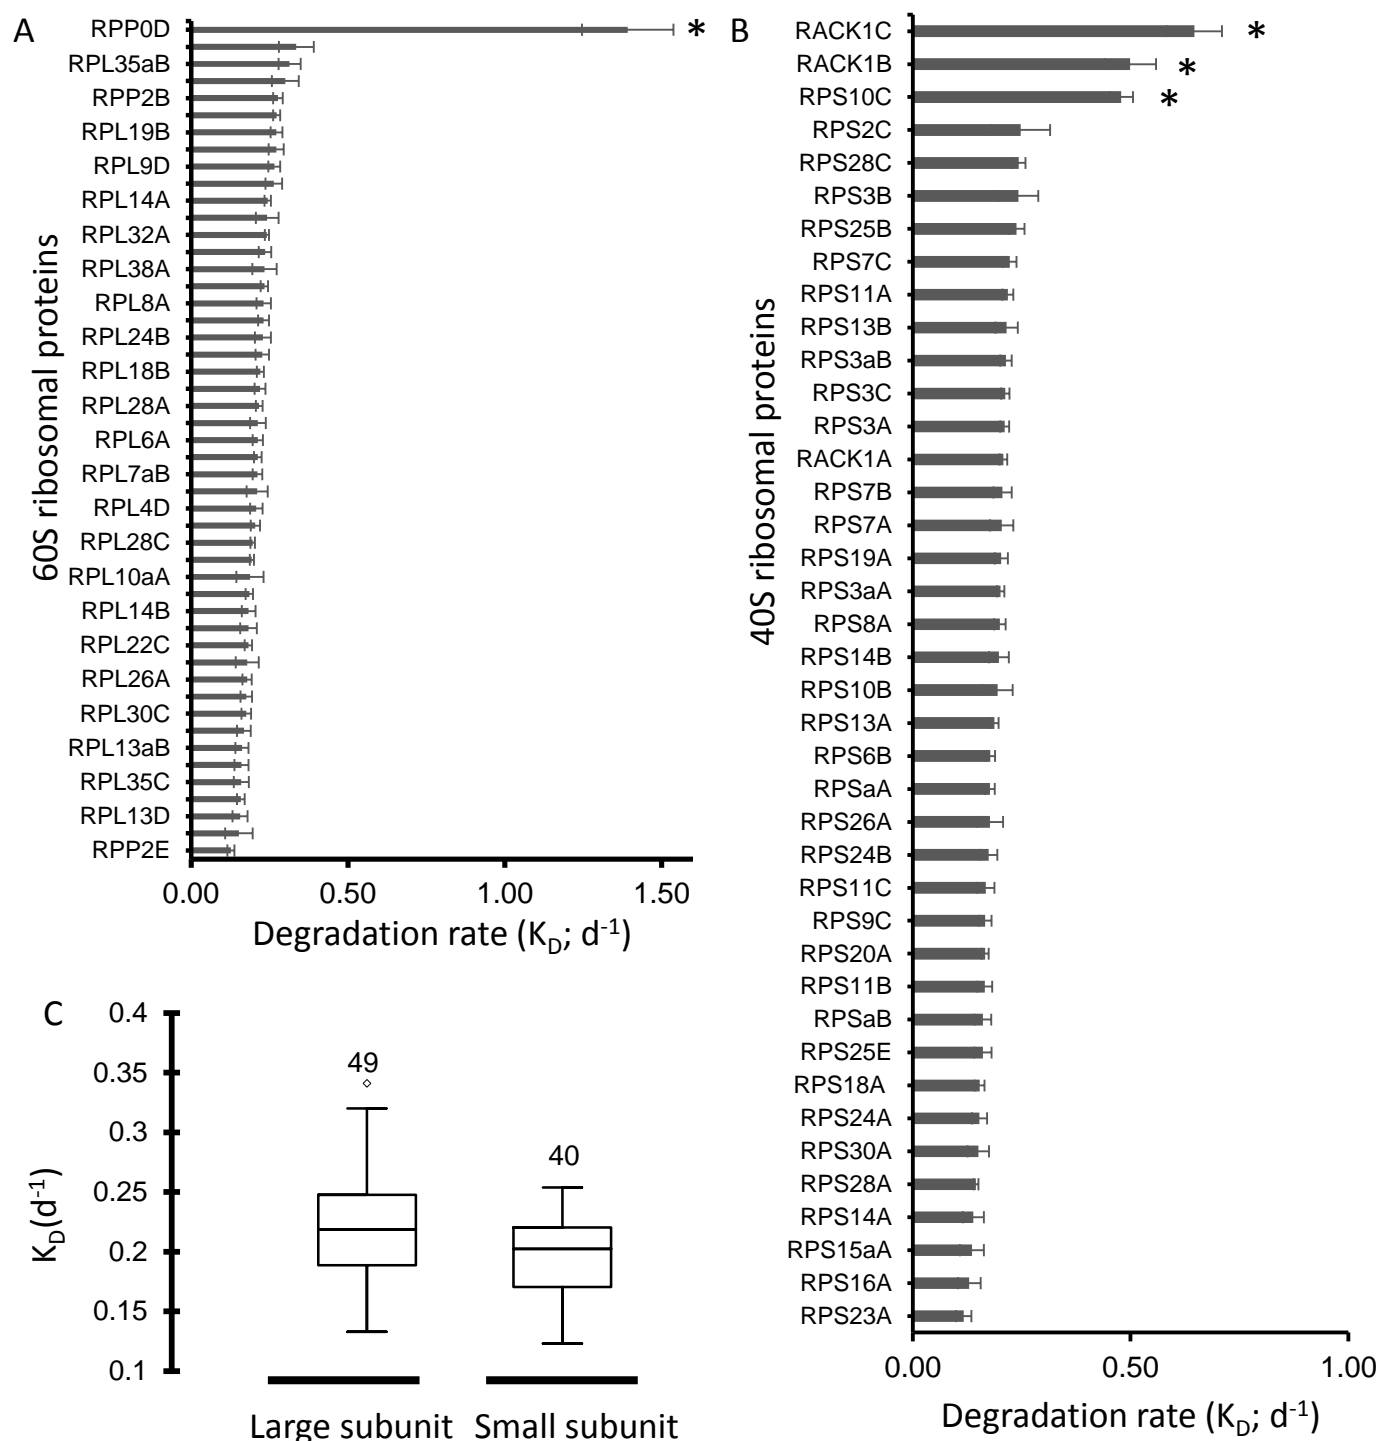 A
RPP0D
*
RPL35aB
RPP2B
RPL19B
RPL9D
RPL14A
RPL32A
RPL38A
RPL8A
RPL24B
RPL18B
RPL28A
RPL6A
RPL7aB
RPL4D
RPL28C
RPL10aA
RPL14B
RPL22C
RPL26A
RPL30C
RPL13aB
RPL35C
RPL13D
RPP2E
60S ribosomal proteins
0.00 0.50 1.00 1.50
Degradation rate (K_D; d⁻¹)
B
RACK1C
*
RACK1B
*
RPS10C
*
RPS2C
RPS28C
RPS3B
RPS25B
RPS7C
RPS11A
RPS13B
RPS3aB
RPS3C
RPS3A
RACK1A
RPS7B
RPS7A
RPS19A
RPS3aA
RPS8A
RPS14B
RPS10B
RPS13A
RPS6B
RPSaA
RPS26A
RPS24B
RPS11C
RPS9C
RPS20A
RPS11B
RPSaB
RPS25E
RPS18A
RPS24A
RPS30A
RPS28A
RPS14A
RPS15aA
RPS16A
RPS23A
40S ribosomal proteins
0.00 0.50 1.00
Degradation rate (K_D; d⁻¹)
C
0.4
0.35
0.3
0.25
0.2
0.15
0.1
K_D(d⁻¹)
49
40
Large subunit Small subunit